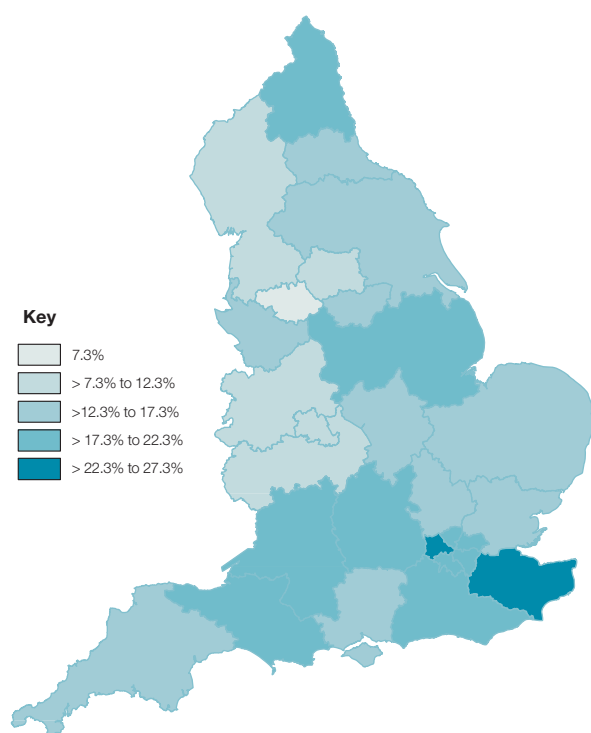 Key
7.3%
> 7.3% to 12.3%
>12.3% to 17.3%
> 17.3% to 22.3%
> 22.3% to 27.3%